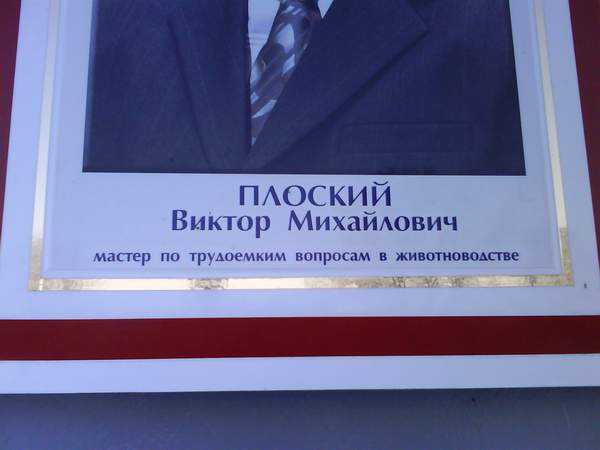 ПЛОСКИЙ
Виктор Михайлович
мастер по трудоемким вопросам в животноводстве